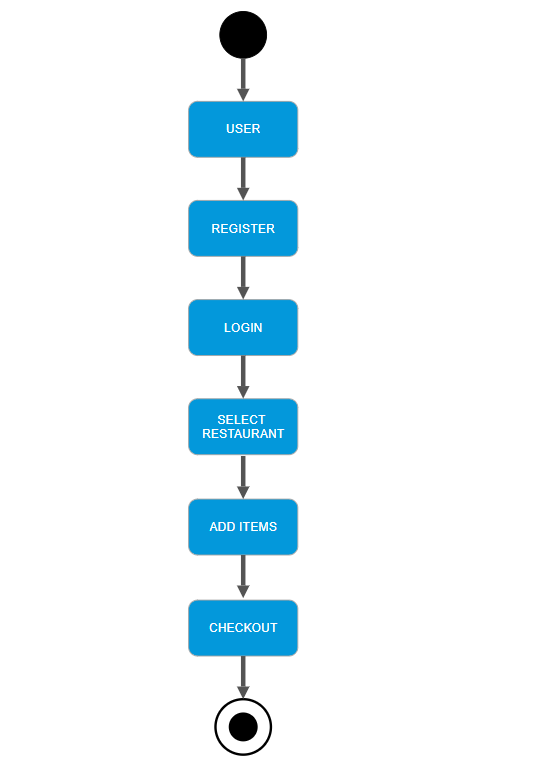 USER
REGISTER
LOGIN
SELECT
RESTAURANT
ADD ITEMS
CHECKOUT